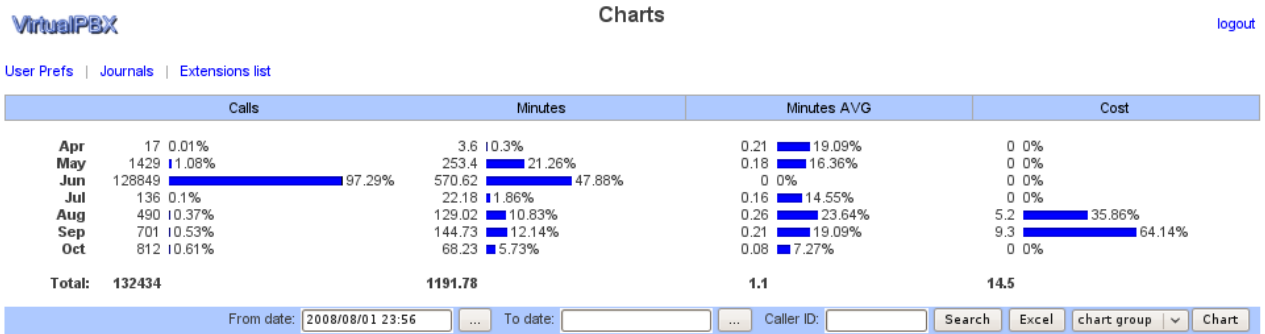 VirtualPBX
Charts
logout
User Prefs | Journals | Extensions list
Calls Minutes Minutes AVG Cost
Apr 17 0.01% 3.6 0.3% 0.21 19.09% 0 0%
May 1429 1.08% 253.4 21.26% 0.18 16.36% 0 0%
Jun 128849 97.29% 570.62 47.88% 0 0% 0 0%
Jul 136 0.1% 22.18 1.86% 0.16 14.55% 0 0%
Aug 490 0.37% 129.02 10.83% 0.26 23.64% 5.2 35.86%
Sep 701 0.53% 144.73 12.14% 0.21 19.09% 9.3 64.14%
Oct 812 0.61% 68.23 5.73% 0.08 7.27% 0 0%
Total: 132434 1191.78 1.1 14.5
From date: 2008/08/01 23:56 ... To date: ... Caller ID: Search Excel chart group Chart